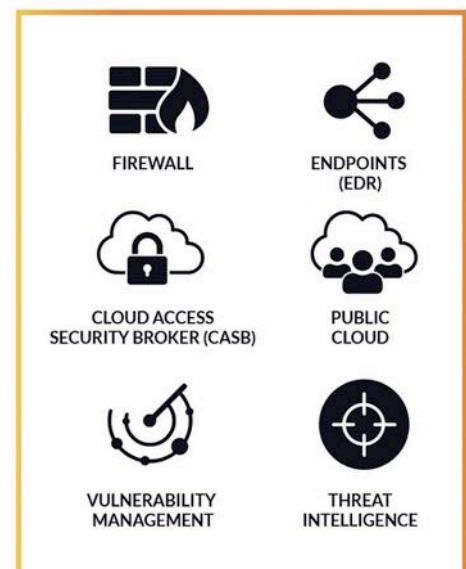 FIREWALL
ENDPOINTS
(EDR)
CLOUD ACCESS
SECURITY BROKER (CASB)
PUBLIC
CLOUD
VULNERABILITY
MANAGEMENT
THREAT
INTELLIGENCE